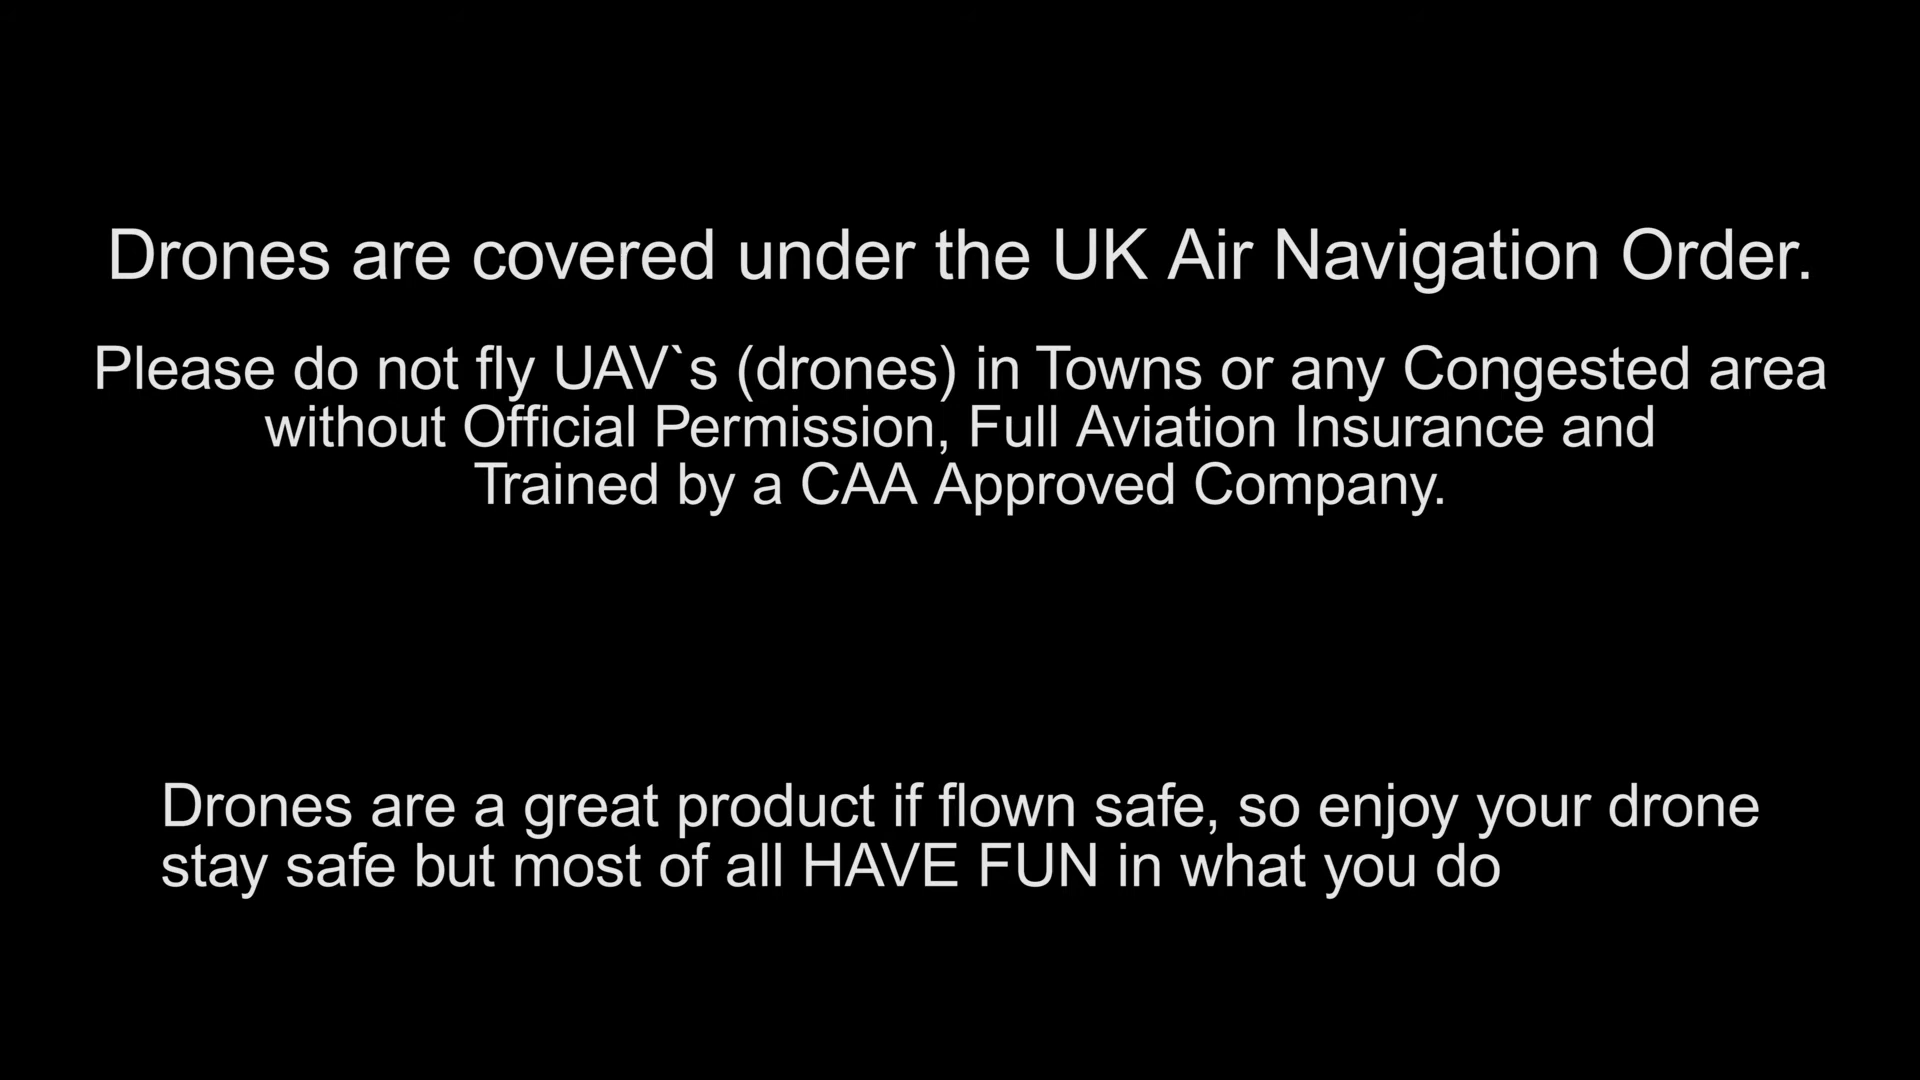 Drones are covered under the UK Air Navigation Order.
Please do not fly UAV`s (drones) in Towns or any Congested area
without Official Permission, Full Aviation Insurance and
Trained by a CAA Approved Company.
Drones are a great product if flown safe, so enjoy your drone
stay safe but most of all HAVE FUN in what you do